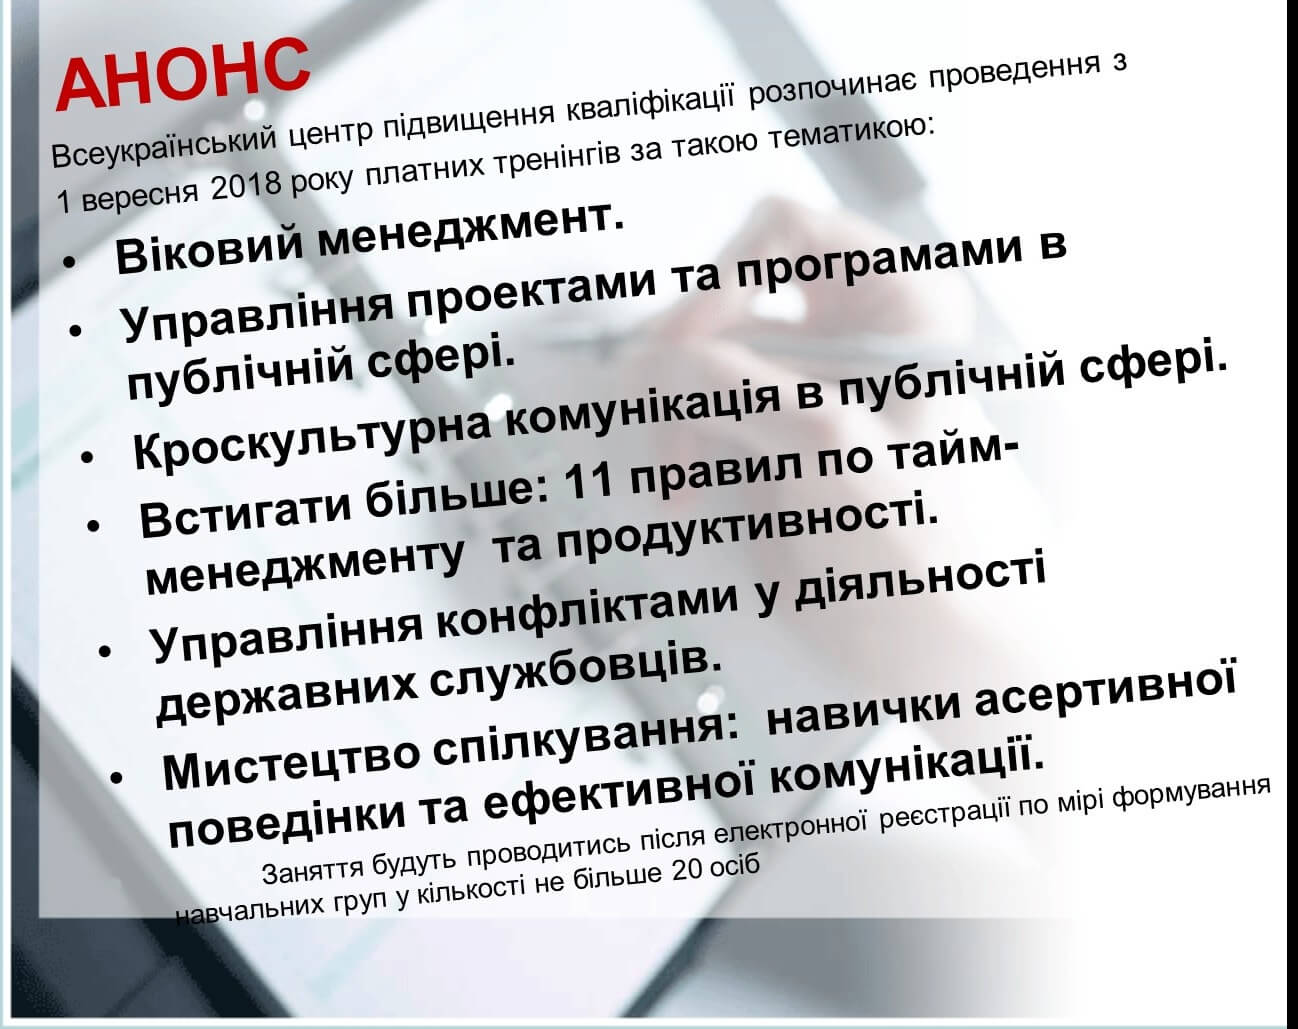 АНОНС
Всеукраїнський центр підвищення кваліфікації розпочинає проведення з
1 вересня 2018 року платних тренінгів за такою тематикою:
• Віковий менеджмент.
• Управління проектами та програмами в
публічній сфері.
• Кроскультурна комунікація в публічній сфері.
• Встигати більше: 11 правил по тайм-
менеджменту та продуктивності.
• Управління конфліктами у діяльності
державних службовців.
• Мистецтво спілкування: навички асертивної
поведінки та ефективної комунікації.
Заняття будуть проводитись після електронної реєстрації по мірі формування
навчальних груп у кількості не більше 20 осіб